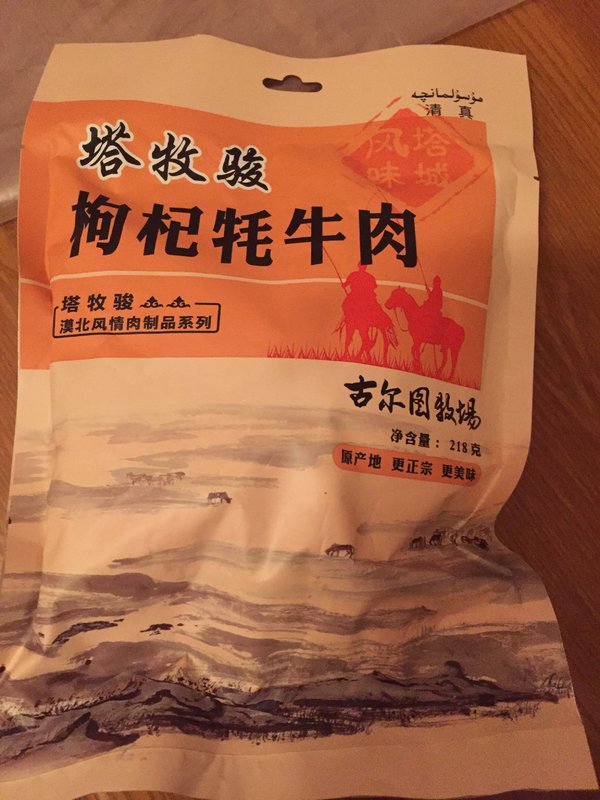 مۇسۇلمانچە
清真
塔城
风味
塔牧骏
枸杞牦牛肉
塔牧骏
漠北风情肉制品系列
古尔图牧場
净含量：218克
原产地 更正宗 更美味